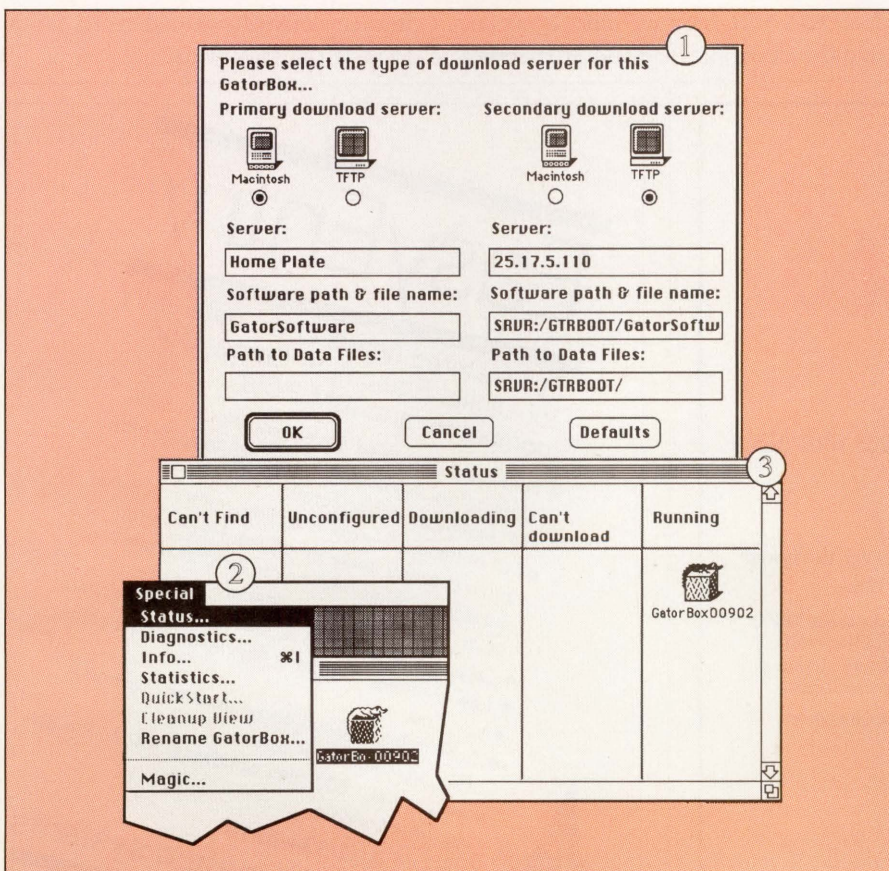 1
Please select the type of download server for this
GatorBox...
Primary download server:
Secondary download server:
Macintosh
TFTP
Macintosh
TFTP
Server:
Server:
Home Plate
25.17.5.110
Software path & file name:
Software path & file name:
GatorSoftware
SRVR:/GTRBOOT/GatorSoftw
Path to Data Files:
Path to Data Files:
SRVR:/GTRBOOT/
OK
Cancel
Defaults
Status
3
Can't Find
Unconfigured
Downloading
Can't
download
Running
GatorBox00902
2
Special
Status...
Diagnostics...
Info... ⌘I
Statistics...
QuickStart...
Cleanup View
Rename GatorBox...
Magic...
GatorBo 00902